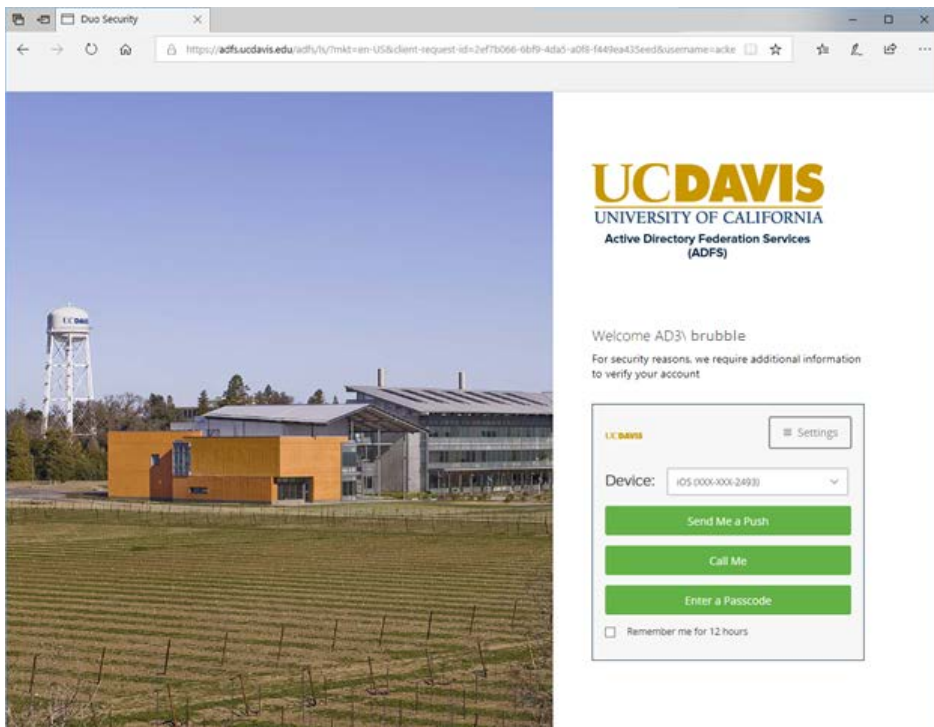 Duo Security
https://adfs.ucdavis.edu/adfs/ls/?mkt=en-US&client-request-id=2ef7b066-6bf9-4da5-a0f8-f449ea435eed&username=acke
UCDAVIS
UNIVERSITY OF CALIFORNIA
Active Directory Federation Services
(ADFS)
UC DAVIS
Welcome AD3\ brubble
For security reasons, we require additional information
to verify your account
UCDAVIS
Settings
Device:
iOS (XXX-XXX-2493)
Send Me a Push
Call Me
Enter a Passcode
Remember me for 12 hours